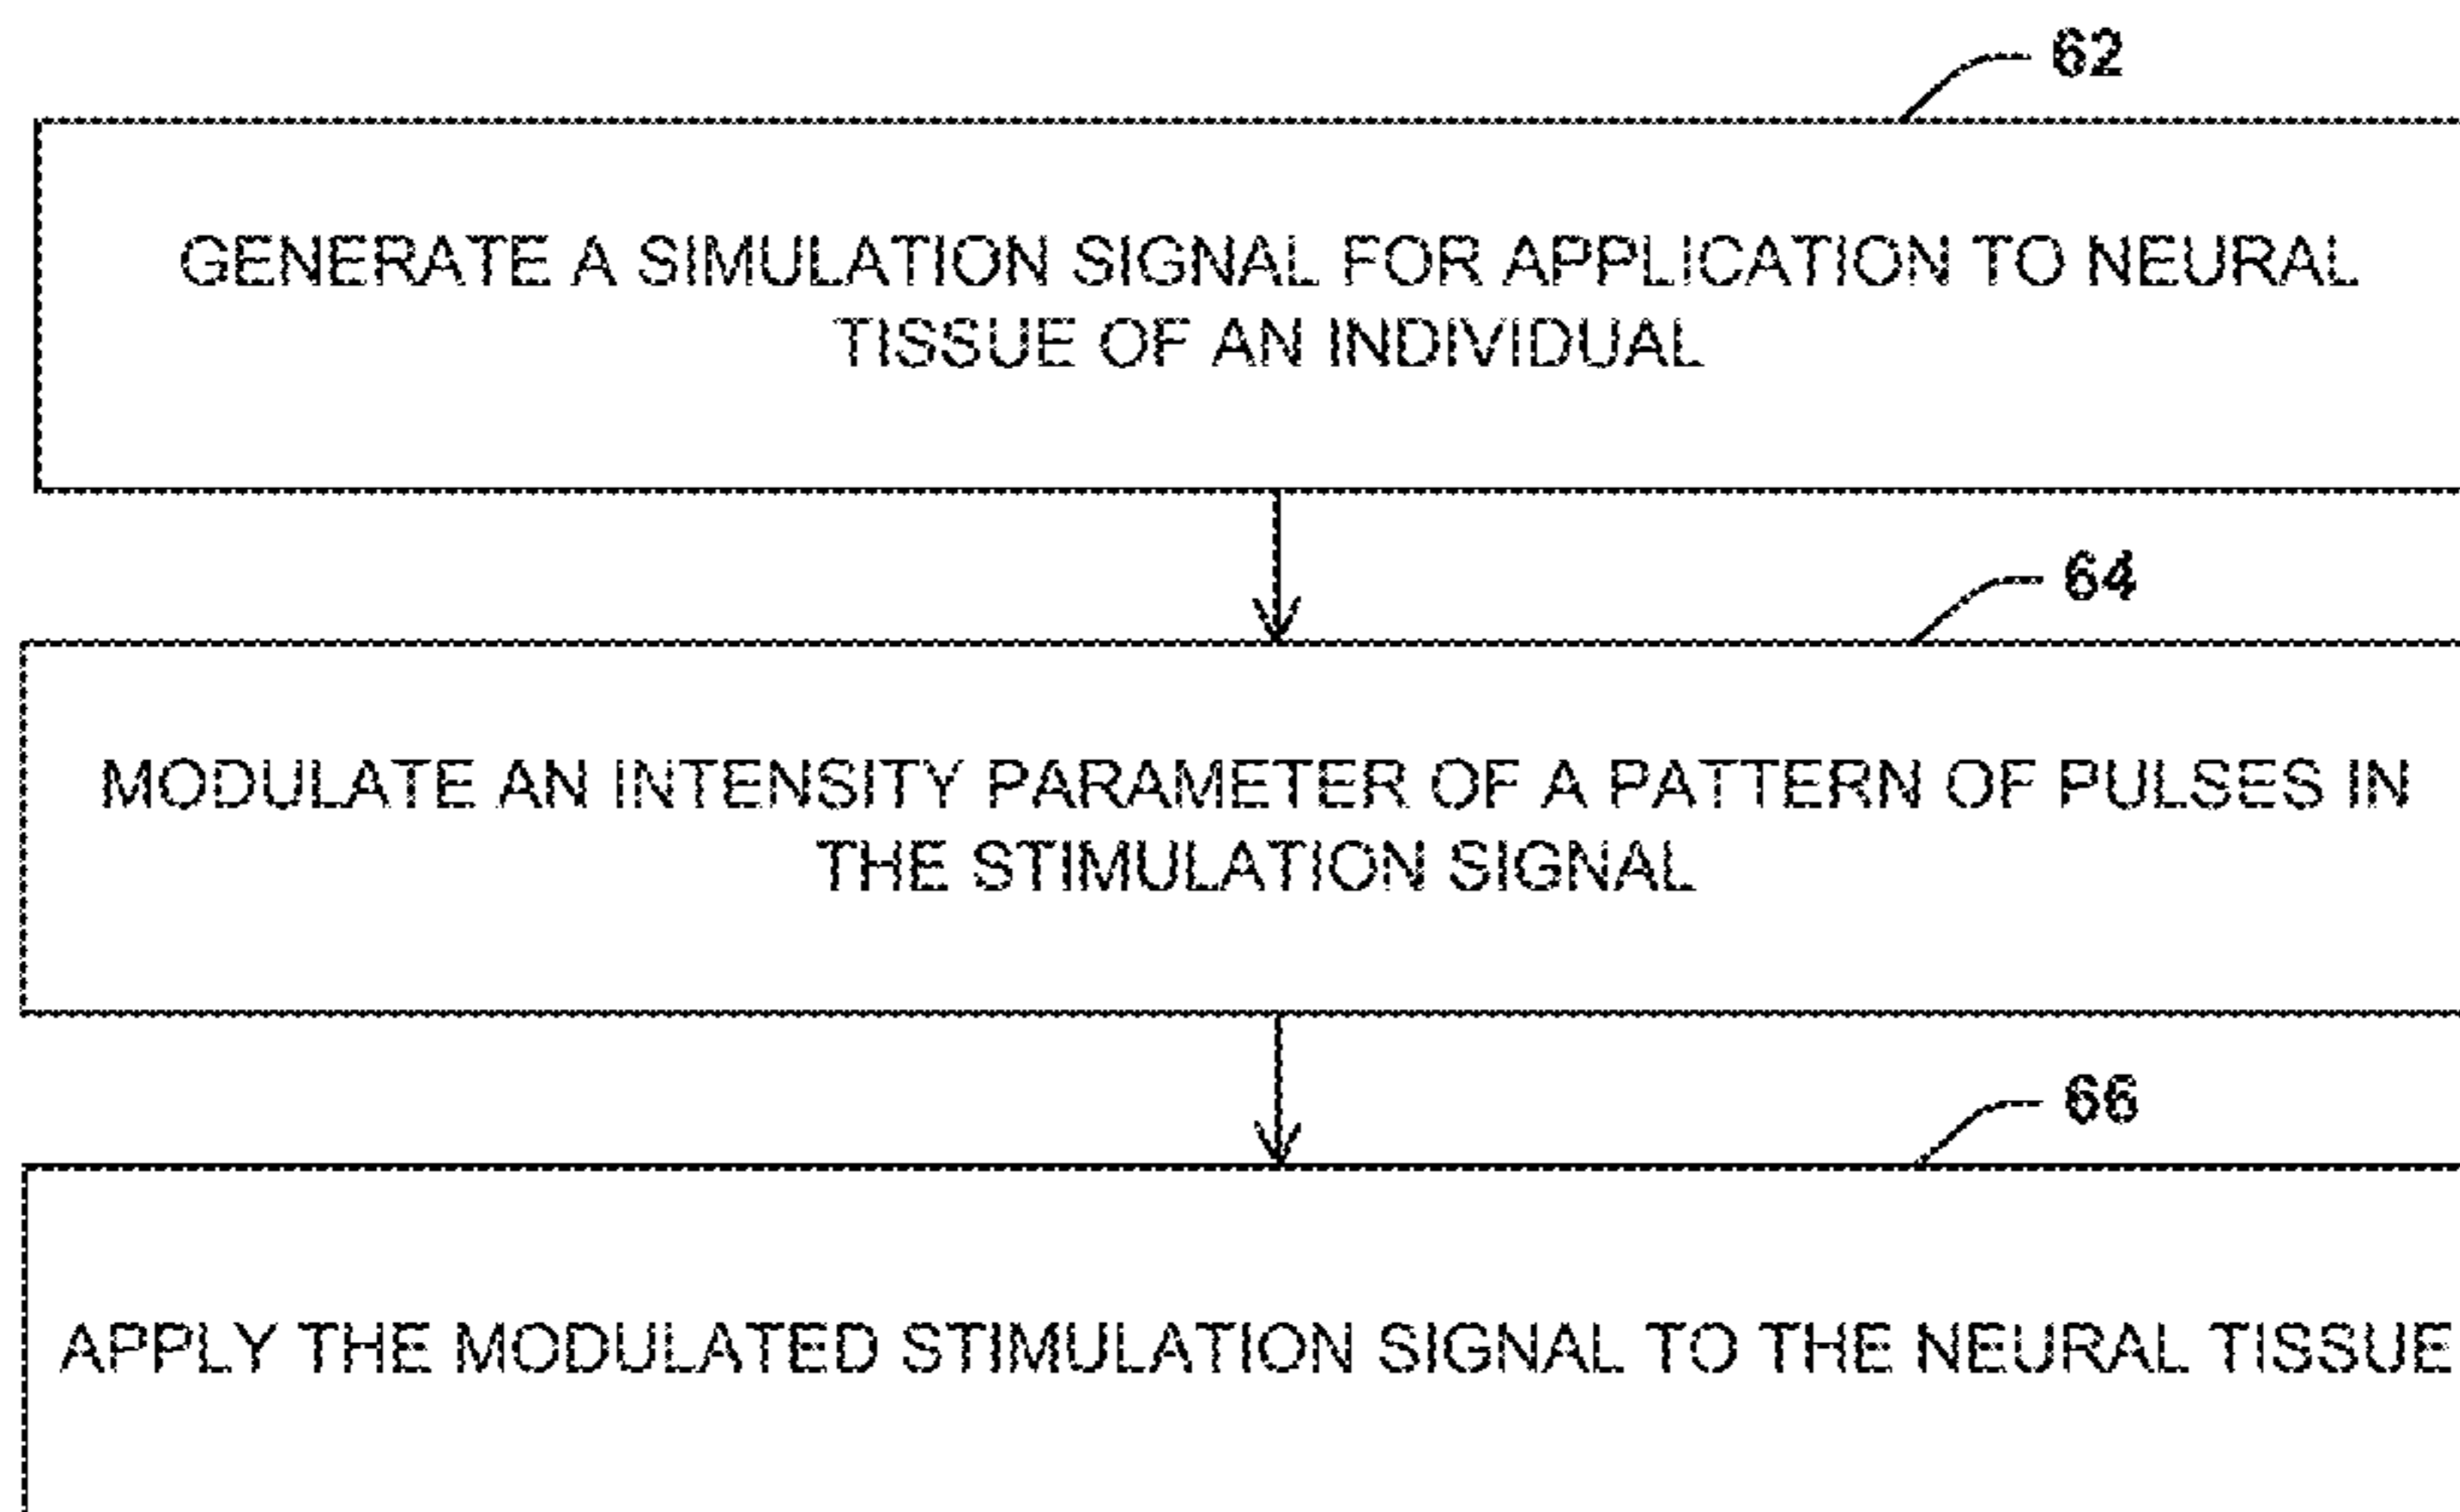 62
GENERATE A SIMULATION SIGNAL FOR APPLICATION TO NEURAL
TISSUE OF AN INDIVIDUAL
64
MODULATE AN INTENSITY PARAMETER OF A PATTERN OF PULSES IN
THE STIMULATION SIGNAL
66
APPLY THE MODULATED STIMULATION SIGNAL TO THE NEURAL TISSUE